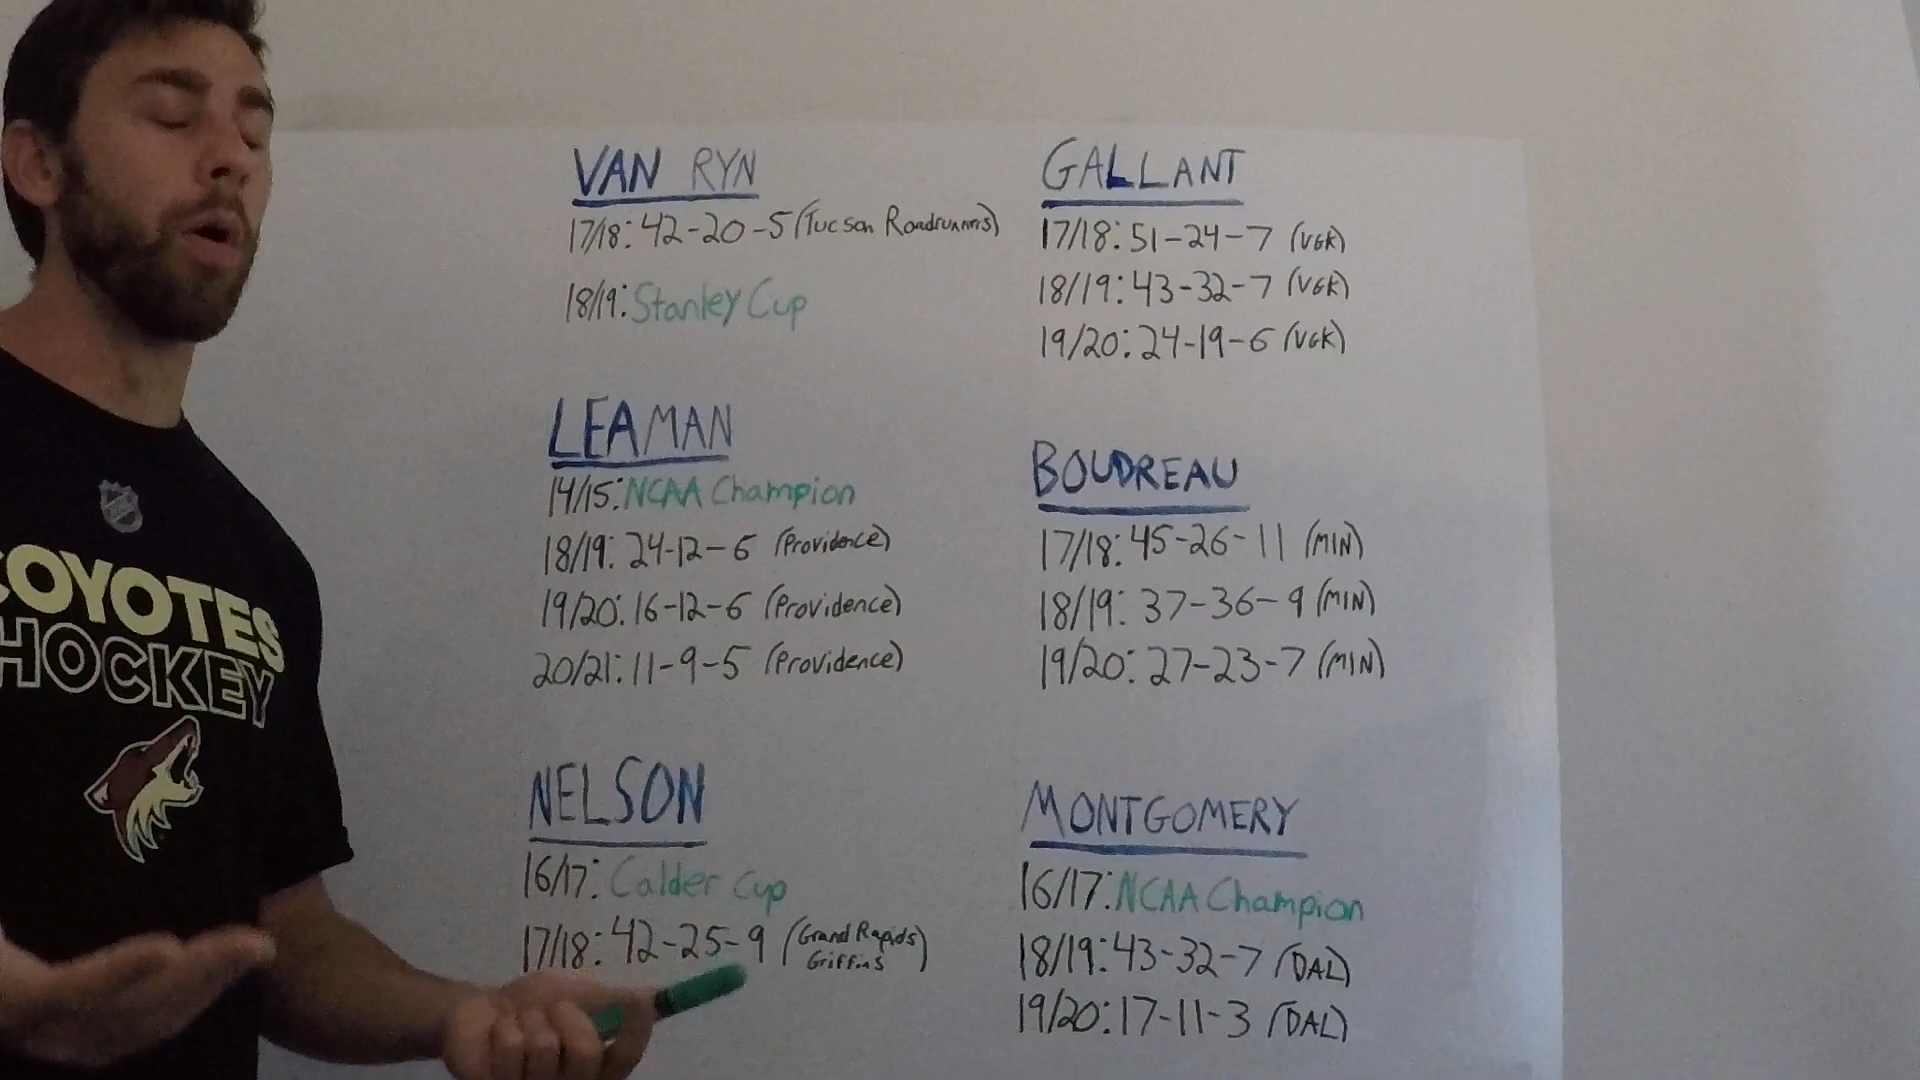 COYOTES
HOCKEY
VAN RYN
17/18: 42-20-5 (Tucson Roadrunners)
18/19: Stanley Cup
LEAMAN
14/15: NCAA Champion
18/19: 24-12-6 (Providence)
19/20: 16-12-6 (Providence)
20/21: 11-9-5 (Providence)
NELSON
16/17: Calder Cup
17/18: 42-25-9 (Grand Rapids)
Griffins
GALLANT
17/18: 51-24-7 (VGK)
18/19: 43-32-7 (VGK)
19/20: 24-19-6 (VGK)
BOUDREAU
17/18: 45-26-11 (MIN)
18/19: 37-36-9 (MIN)
19/20: 27-23-7 (MIN)
MONTGOMERY
16/17: NCAA Champion
18/19: 43-32-7 (DAL)
19/20: 17-11-3 (DAL)